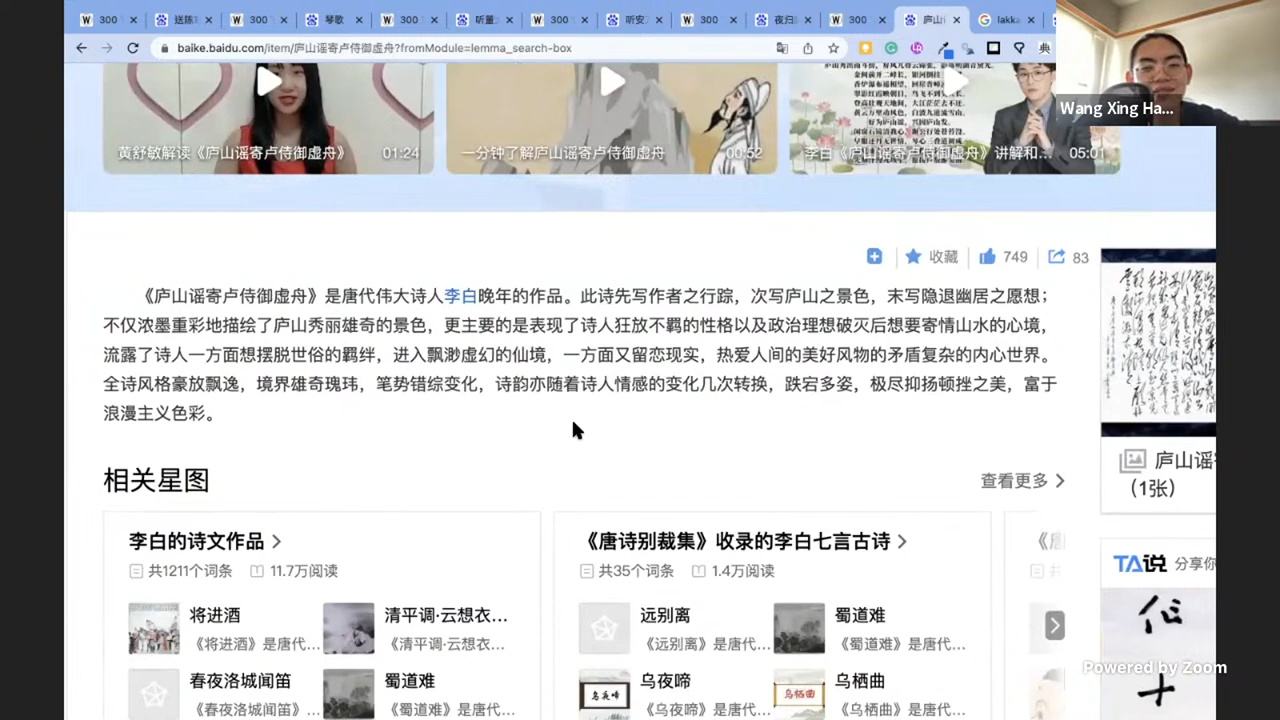 300
送陈
300
琴歌
300
听董
300
听安
300
夜归
300
庐山
lakka
baike.baidu.com/item/庐山谣寄卢侍御虚舟?fromModule=lemma_search-box
典
Wang Xing Ha...
黄舒敏解读《庐山谣寄卢侍御虚舟》 01:24
一分钟了解庐山谣寄卢侍御虚舟 00:52
李白《庐山谣寄卢侍御虚舟》讲解和... 05:01
收藏 749 83
《庐山谣寄卢侍御虚舟》是唐代伟大诗人李白晚年的作品。此诗先写作者之行踪，次写庐山之景色，末写隐退幽居之愿想；
不仅浓墨重彩地描绘了庐山秀丽雄奇的景色，更主要的是表现了诗人狂放不羁的性格以及政治理想破灭后想要寄情山水的心境，
流露了诗人一方面想摆脱世俗的羁绊，进入飘渺虚幻的仙境，一方面又留恋现实，热爱人间的美好风物的矛盾复杂的内心世界。
全诗风格豪放飘逸，境界雄奇瑰玮，笔势错综变化，诗韵亦随着诗人情感的变化几次转换，跌宕多姿，极尽抑扬顿挫之美，富于
浪漫主义色彩。
庐山谣
（1张）
相关星图
查看更多
李白的诗文作品
共1211个词条 11.7万阅读
将进酒
《将进酒》是唐代...
清平调·云想衣...
《清平调·云想衣...
春夜洛城闻笛
《春夜洛城闻笛》...
蜀道难
《蜀道难》是唐代...
《唐诗别裁集》收录的李白七言古诗
共35个词条 1.4万阅读
远别离
《远别离》是唐代...
蜀道难
《蜀道难》是唐代...
乌夜啼
《乌夜啼》是唐代...
乌栖曲
《乌栖曲》是唐代...
乌夜啼
乌栖曲
TA说 分享你
Powered by Zoom